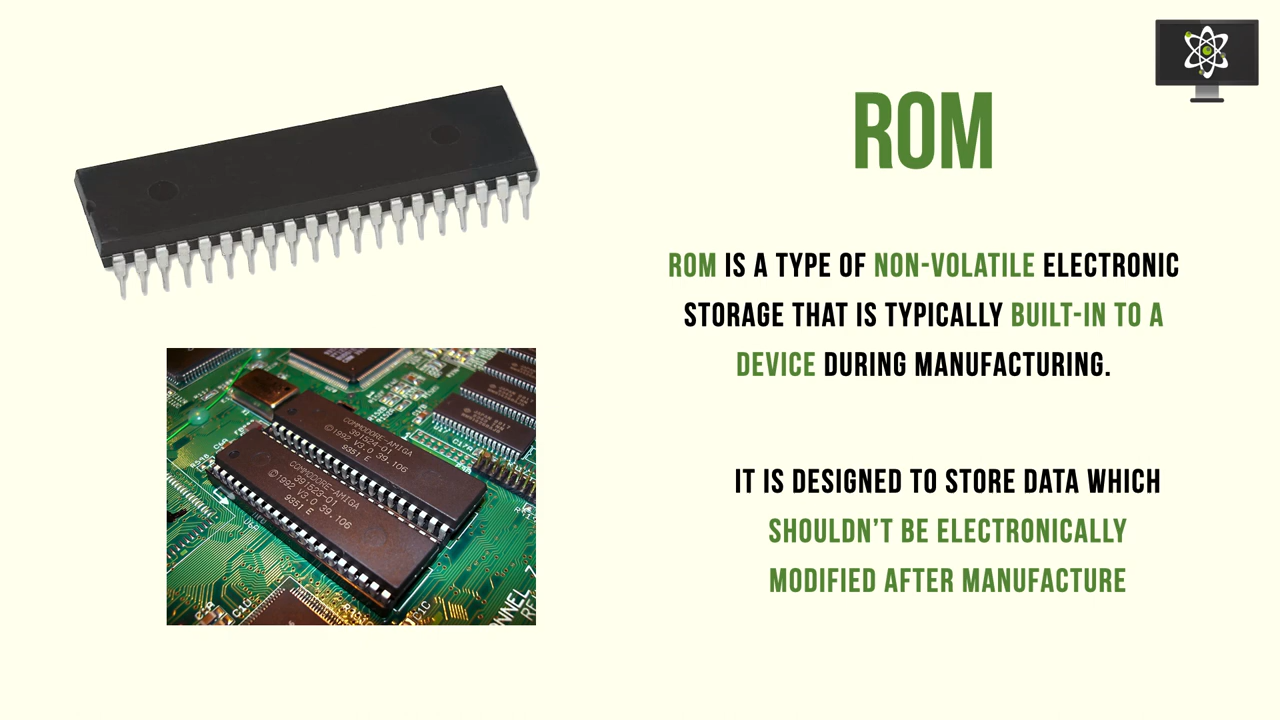 ROM
ROM IS A TYPE OF NON-VOLATILE ELECTRONIC
STORAGE THAT IS TYPICALLY BUILT-IN TO A
DEVICE DURING MANUFACTURING.
IT IS DESIGNED TO STORE DATA WHICH
SHOULDN'T BE ELECTRONICALLY
MODIFIED AFTER MANUFACTURE
COMMODORE-AMIGA
391524-01
©1992 V3.0 39.106
9351 E
COMMODORE-AMIGA
391523-01
©1992 V3.0 39.106
9351 E